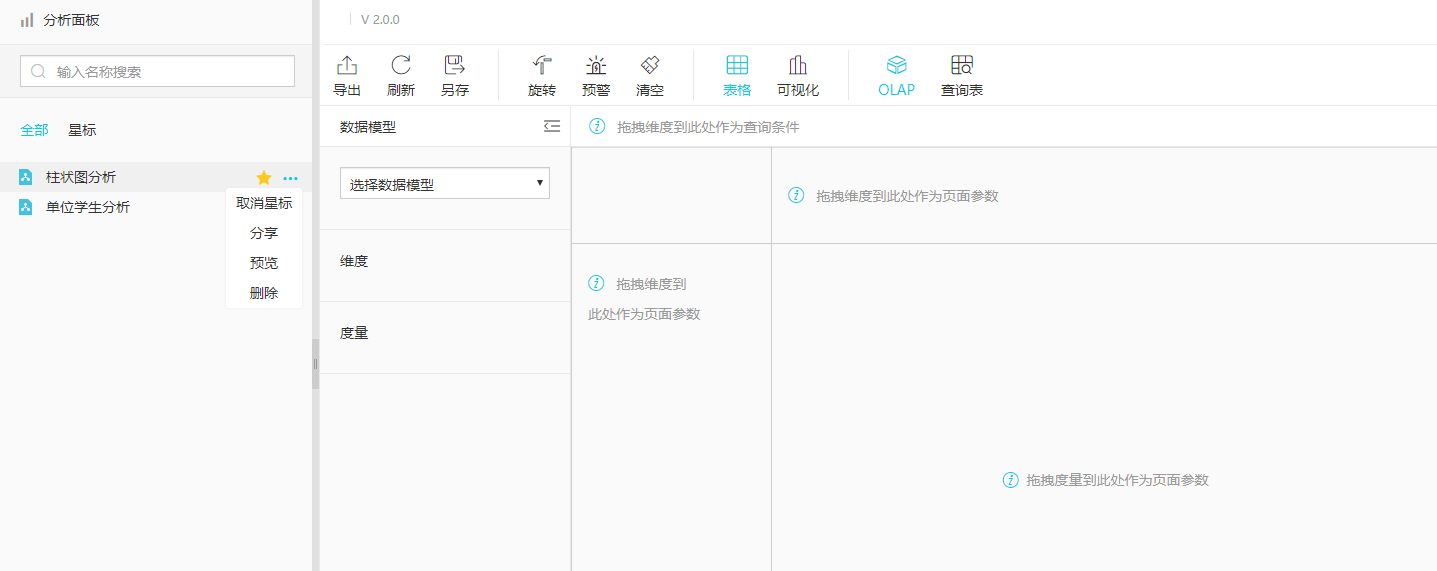 分析面板
V 2.0.0
输入名称搜索
导出 刷新 另存 旋转 预警 清空 表格 可视化 OLAP 查询表
全部 星标
数据模型
拖拽维度到此处作为查询条件
柱状图分析
取消星标
分享
预览
删除
单位学生分析
选择数据模型
维度
度量
拖拽维度到此处作为页面参数
拖拽维度到
此处作为页面参数
拖拽度量到此处作为页面参数